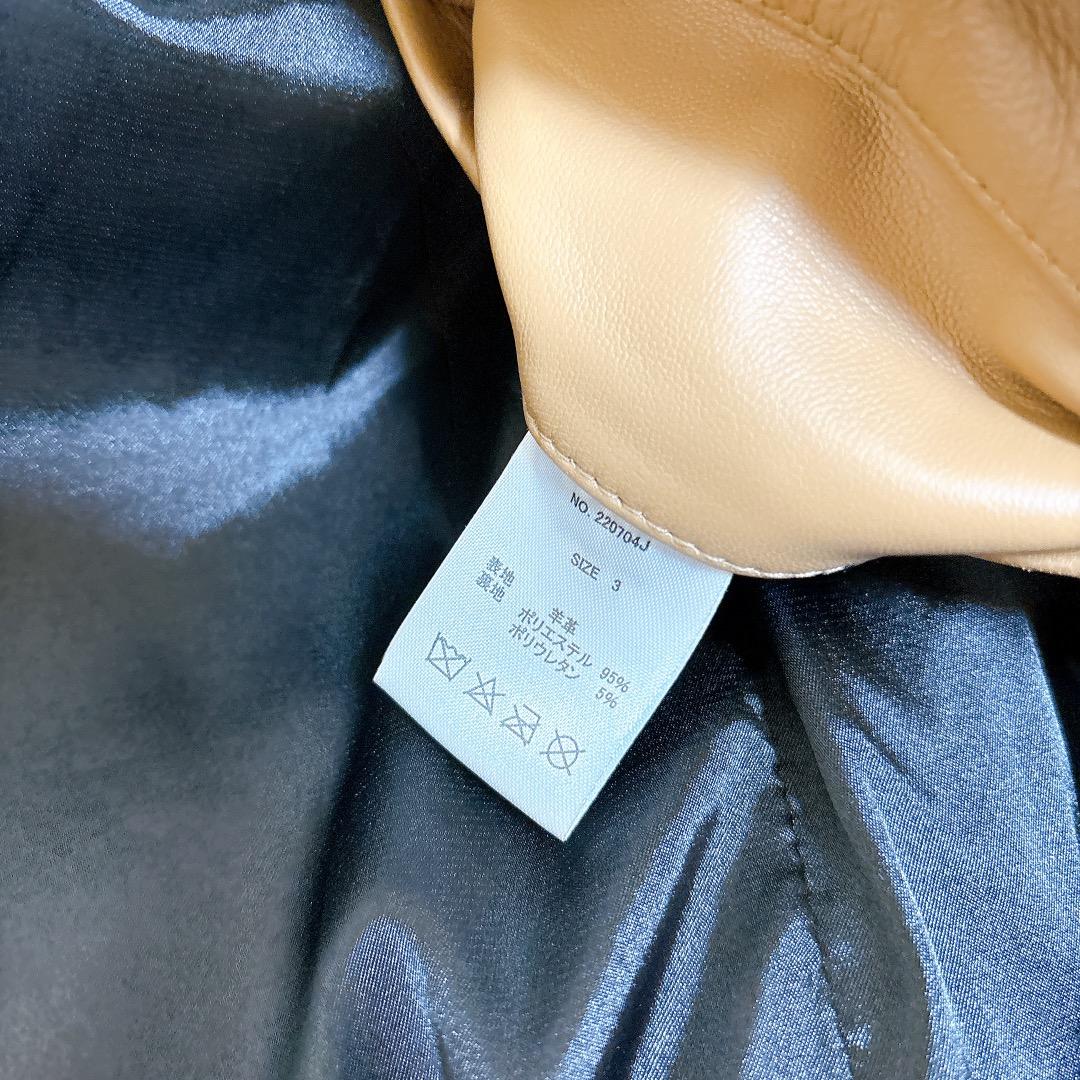 NO. 220704J
SIZE 3
表地 羊革
裏地 ポリエステル 95%
ポリウレタン 5%